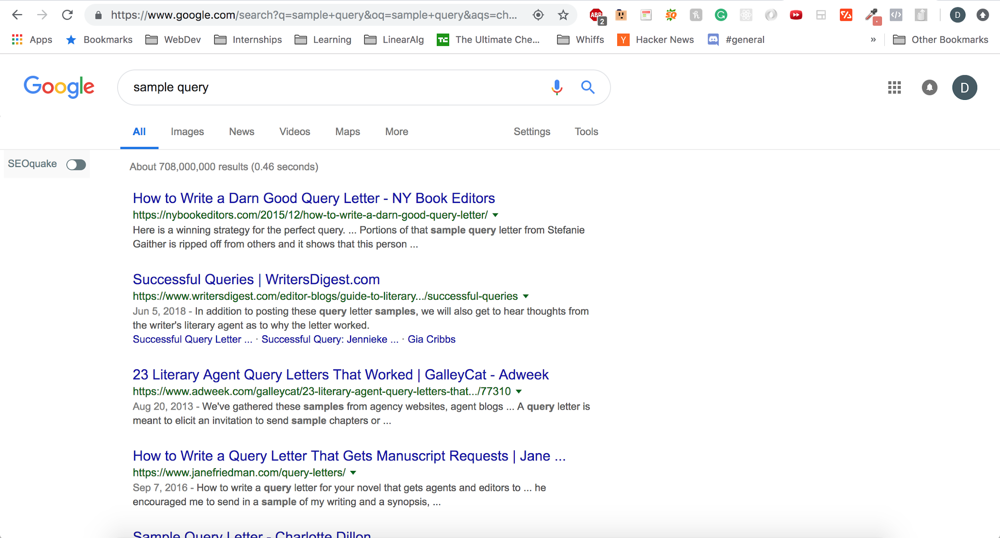 https://www.google.com/search?q=sample+query&oq=sample+query&aqs=ch...
ABP 2 SQ h G D
Apps Bookmarks WebDev Internships Learning LinearAlg TC The Ultimate Che... Whiffs Y Hacker News #general » Other Bookmarks
Google sample query D
All Images News Videos Maps More Settings Tools
SEOquake
About 708,000,000 results (0.46 seconds)
How to Write a Darn Good Query Letter - NY Book Editors
https://nybookeditors.com/2015/12/how-to-write-a-darn-good-query-letter/
Here is a winning strategy for the perfect query. ... Portions of that sample query letter from Stefanie
Gaither is ripped off from others and it shows that this person ...
Successful Queries | WritersDigest.com
https://www.writersdigest.com/editor-blogs/guide-to-literary.../successful-queries
Jun 5, 2018 - In addition to posting these query letter samples, we will also get to hear thoughts from
the writer's literary agent as to why the letter worked.
Successful Query Letter ... · Successful Query: Jennieke ... · Gia Cribbs
23 Literary Agent Query Letters That Worked | GalleyCat - Adweek
https://www.adweek.com/galleycat/23-literary-agent-query-letters-that.../77310
Aug 20, 2013 - We've gathered these samples from agency websites, agent blogs ... A query letter is
meant to elicit an invitation to send sample chapters or ...
How to Write a Query Letter That Gets Manuscript Requests | Jane ...
https://www.janefriedman.com/query-letters/
Sep 7, 2016 - How to write a query letter for your novel that gets agents and editors to ... he
encouraged me to send in a sample of my writing and a synopsis, ...
Sample Query Letter - Charlotte Dillon